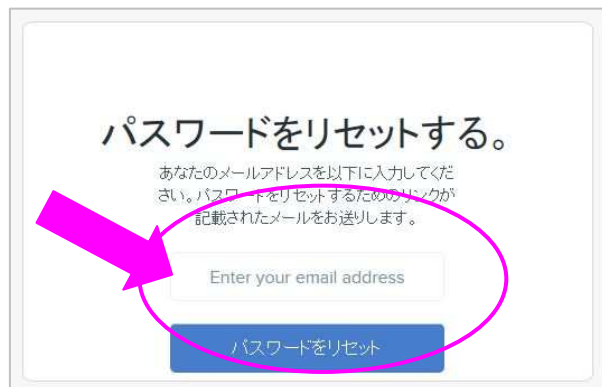 パスワードをリセットする。
あなたのメールアドレスを以下に入力してくだ
さい。パスワードをリセットするためのリンクが
記載されたメールをお送りします。
Enter your email address
パスワードをリセット